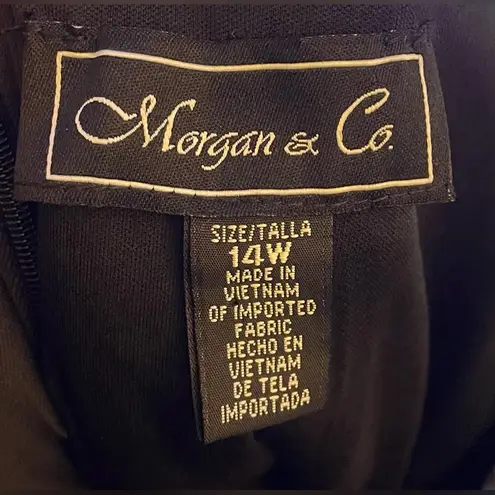 Morgan & Co.
SIZE/TALLA
14W
MADE IN
VIETNAM
OF IMPORTED
FABRIC
HECHO EN
VIETNAM
DE TELA
IMPORTADA